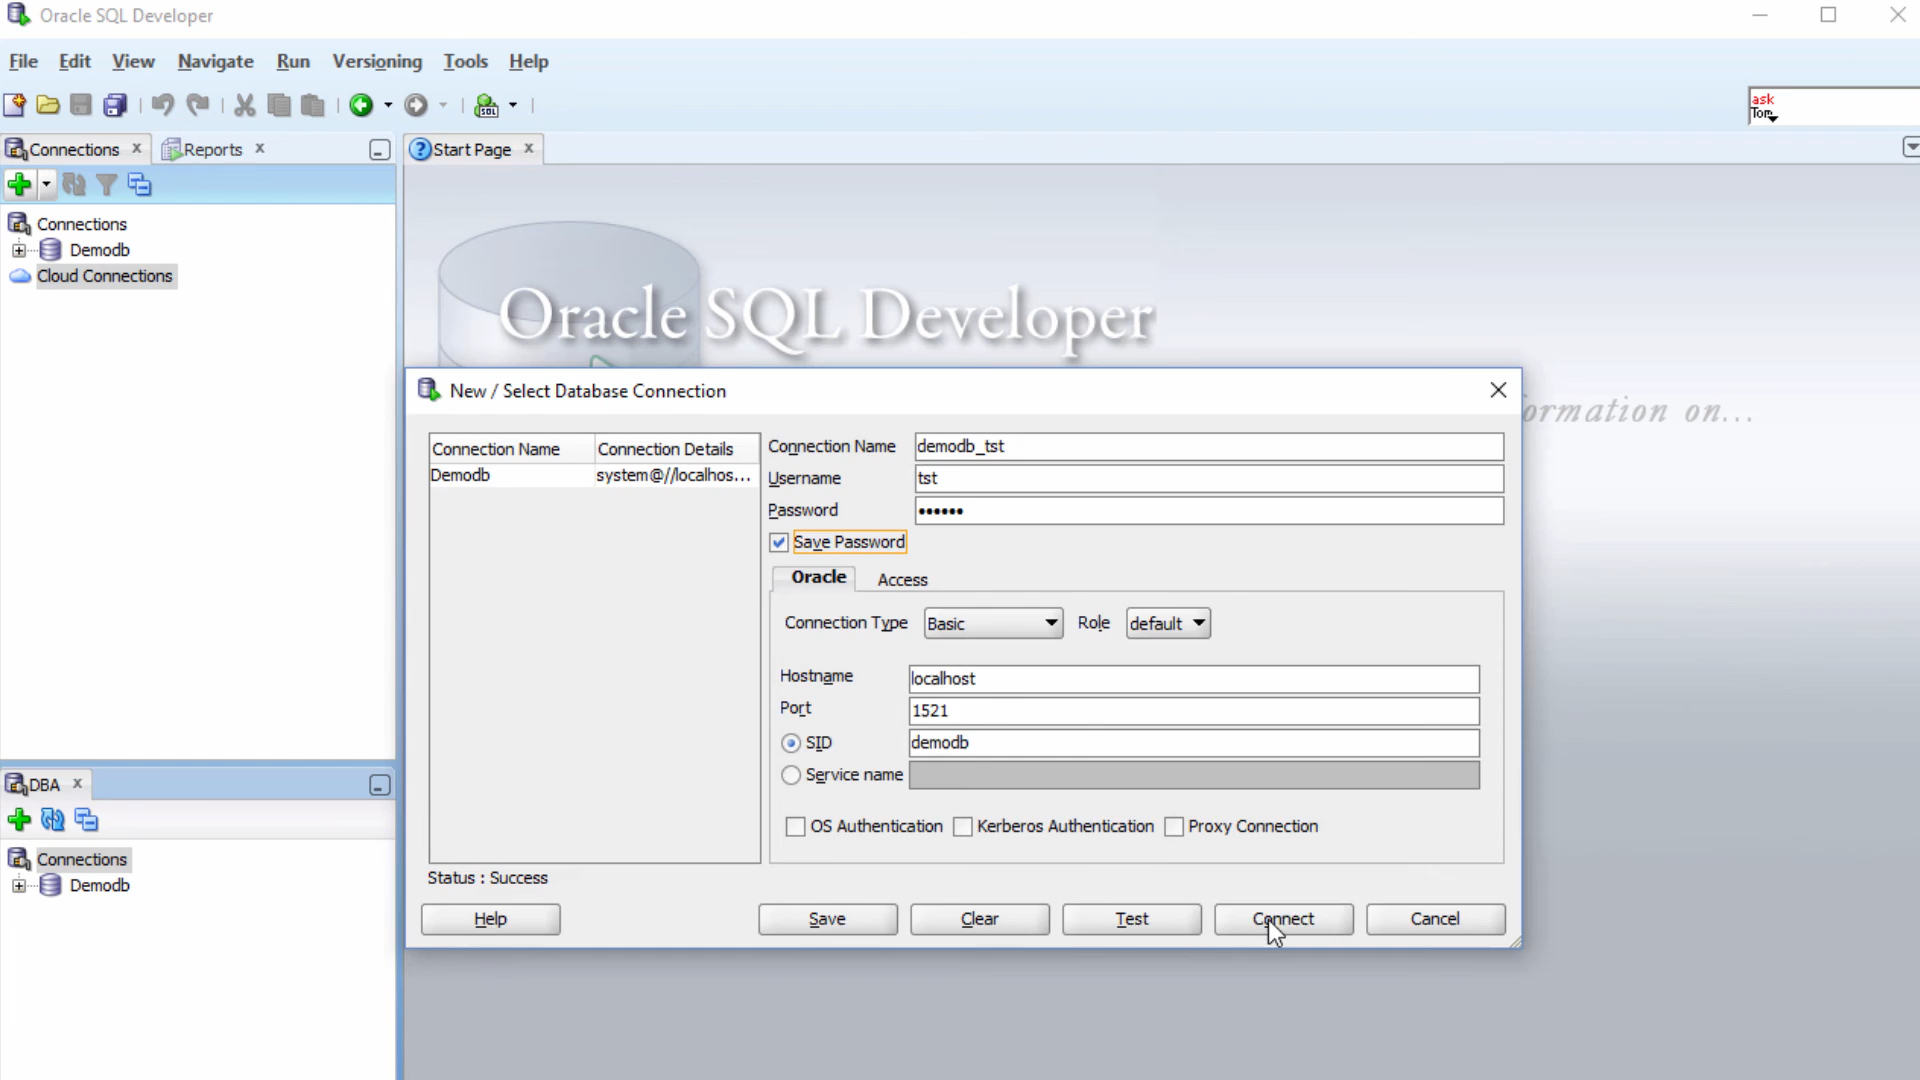 Oracle SQL Developer
File Edit View Navigate Run Versioning Tools Help
SQL
ask
Tom
Connections Reports Start Page
Connections
Demodb
Cloud Connections
Oracle SQL Developer
ormation on...
New / Select Database Connection
Connection Name Connection Details
Demodb system@//localhos...
Connection Name demodb_tst
Username tst
Password ••••••
Save Password
Oracle Access
Connection Type Basic Role default
Hostname localhost
Port 1521
SID demodb
Service name
OS Authentication Kerberos Authentication Proxy Connection
Status : Success
Help Save Clear Test Connect Cancel
DBA
Connections
Demodb